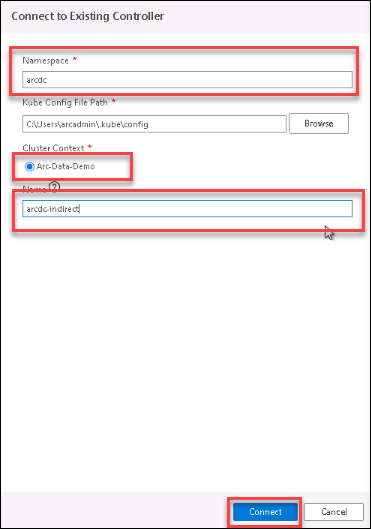 Connect to Existing Controller
Namespace *
arcdc
Kube Config File Path *
C:\Users\arcadmin\.kube\config
Browse
Cluster Context *
Arc-Data-Demo
Name ?
arcdc-indirect
Connect
Cancel